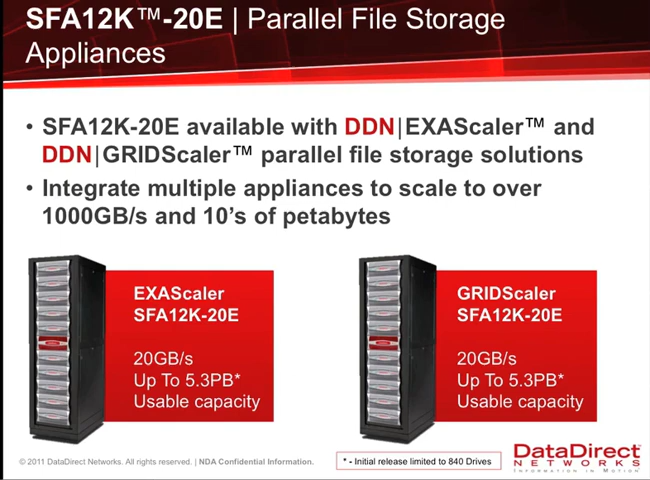 SFA12K™-20E | Parallel File Storage
Appliances
• SFA12K-20E available with DDN|EXAScaler™ and
DDN|GRIDScaler™ parallel file storage solutions
• Integrate multiple appliances to scale to over
1000GB/s and 10’s of petabytes
EXAScaler
SFA12K-20E
20GB/s
Up To 5.3PB*
Usable capacity
GRIDScaler
SFA12K-20E
20GB/s
Up To 5.3PB*
Usable capacity
© 2011 DataDirect Networks. All rights reserved. | NDA Confidential Information.
* - Initial release limited to 840 Drives
DataDirect
NETWORKS
INFORMATION IN MOTION